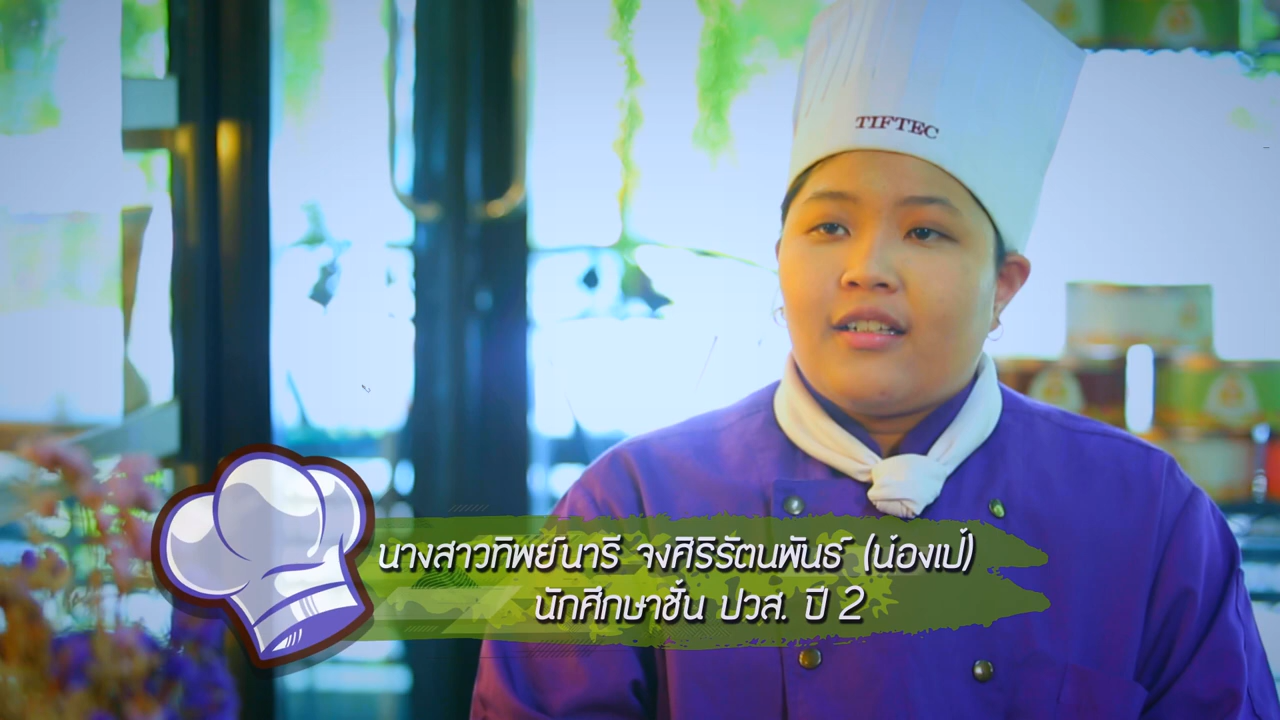 TIFTEC
นางสาวทิพย์นารี จงศิริรัตนพันธ์ (น้องเป้)
นักศึกษาชั้น ปวส. ปี 2